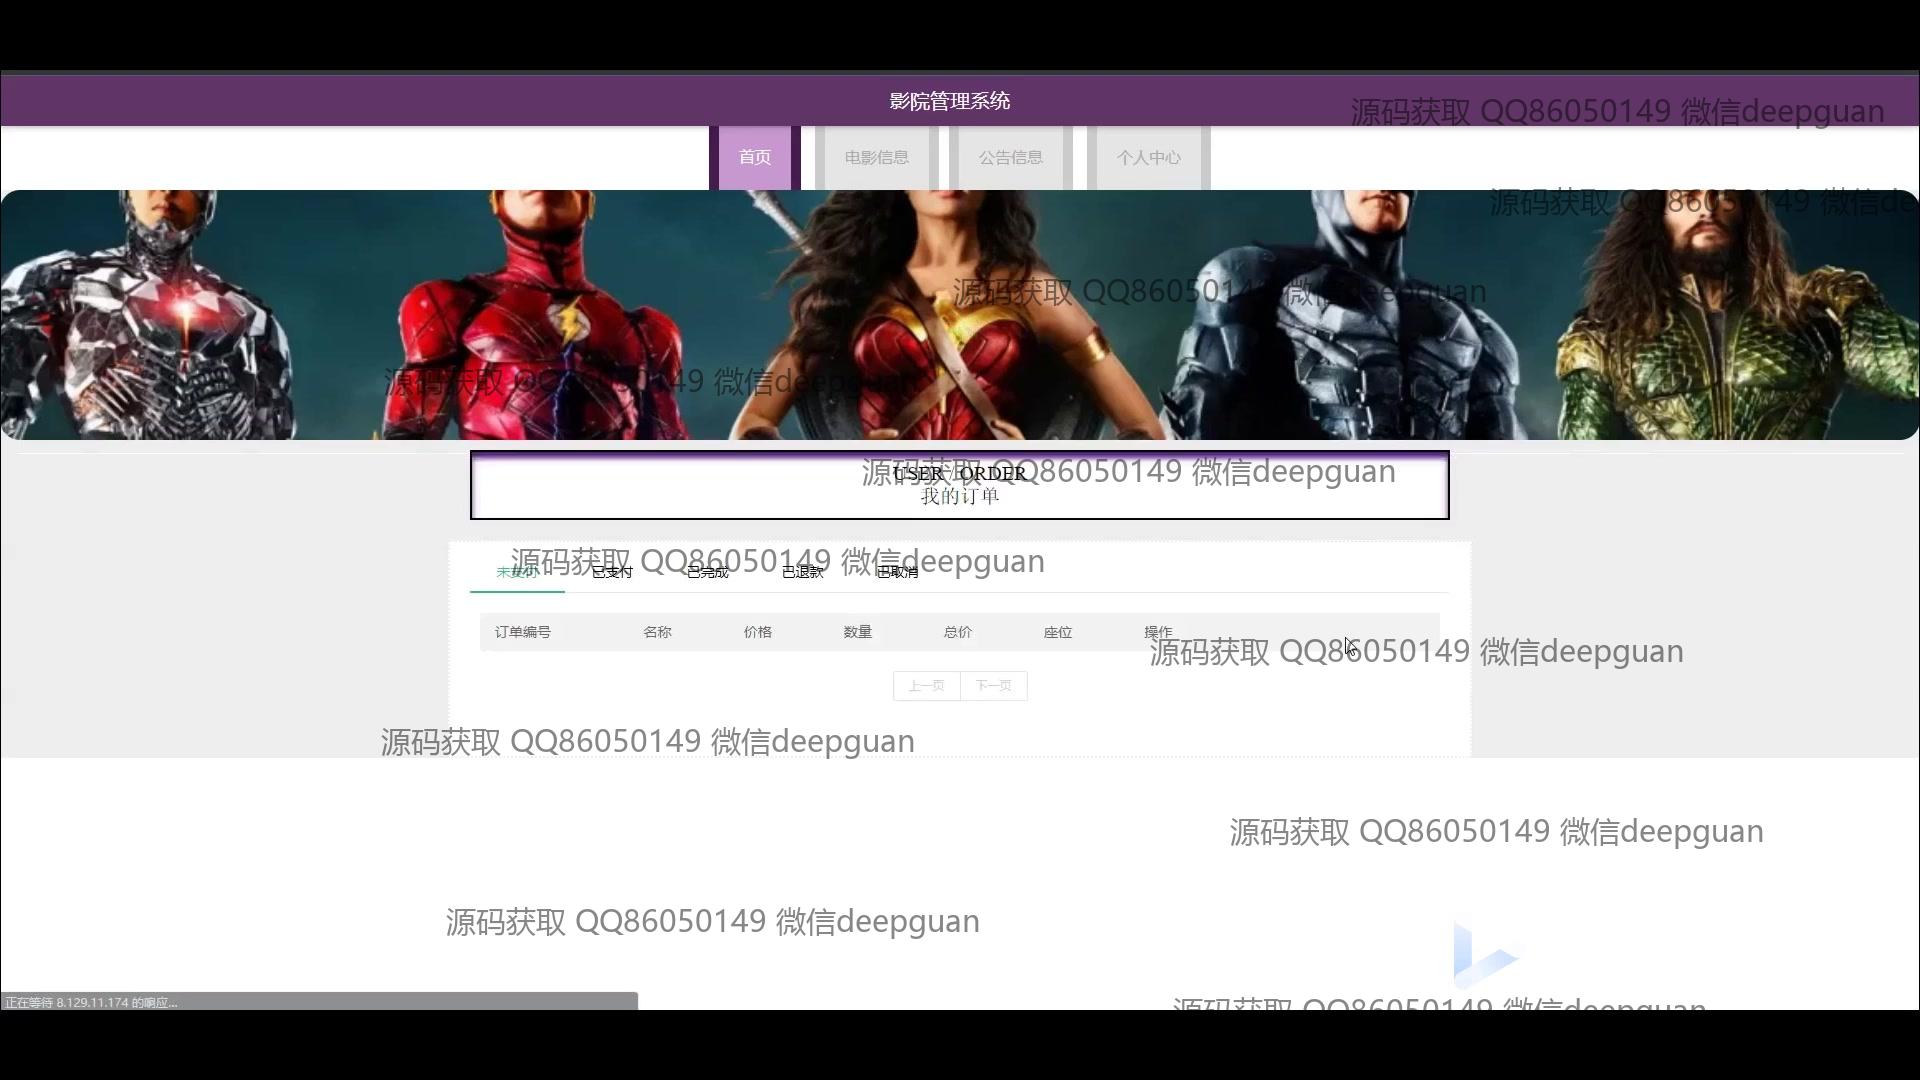 影院管理系统
源码获取 QQ86050149 微信deepguan
首页 电影信息 公告信息 个人中心
源码获取 QQ86050149 微信de
源码获取 QQ86050149 微信deepguan
源码获取 QQ86050149 微信deepguan
USER / ORDER
源码获取 QQ86050149 微信deepguan
我的订单
源码获取 QQ86050149 微信deepguan
未支付 已支付 已完成 已退款 已取消
订单编号 名称 价格 数量 总价 座位 操作
源码获取 QQ86050149 微信deepguan
上一页 下一页
源码获取 QQ86050149 微信deepguan
源码获取 QQ86050149 微信deepguan
源码获取 QQ86050149 微信deepguan
正在等待 8.129.11.174 的响应...
源码获取 QQ86050149 微信deepguan